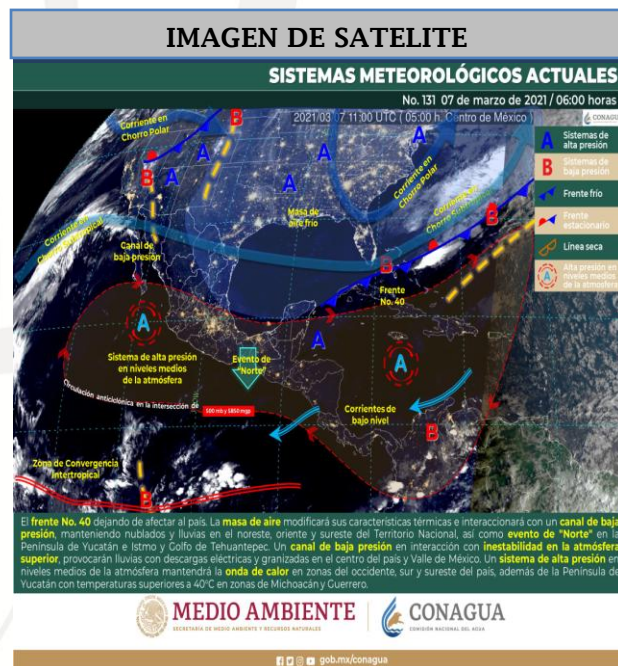 IMAGEN DE SATELITE
SISTEMAS METEOROLÓGICOS ACTUALES
No. 131 07 de marzo de 2021 / 06:00 horas
2021 03 07 11:00 UTC ( 05:00 h. Centro de México )
CONAGUA
A Sistemas de
alta presión
B Sistemas de
baja presión
Frente frío
Frente
estacionario
Línea seca
A Alta presión en
niveles medios
de la atmósfera
Corriente en
Chorro Polar
B
B
A
A
A
A
A
Corriente en
Chorro Polar
Corriente en
Chorro Subtropical
Masa de
aire frío
Corriente en
Chorro Subtropical
B
B
Canal de
baja presión
Frente
No. 40
A
A
A
Sistema de alta presión
en niveles medios
de la atmósfera
Evento de
"Norte"
Circulación anticiclónica en la intersección de
500 mb y 5850 mgp
Corrientes de
bajo nivel
B
Zona de Convergencia
Intertropical
B
El frente No. 40 dejando de afectar al país. La masa de aire modificará sus características térmicas e interaccionará con un canal de baja
presión, manteniendo nublados y lluvias en el noreste, oriente y sureste del Territorio Nacional, así como evento de "Norte" en la
Península de Yucatán e Istmo y Golfo de Tehuantepec. Un canal de baja presión en interacción con inestabilidad en la atmósfera
superior, provocarán lluvias con descargas eléctricas y granizadas en el centro del país y Valle de México. Un sistema de alta presión en
niveles medios de la atmósfera mantendrá la onda de calor en zonas del occidente, sur y sureste del país, además de la Península de
Yucatán con temperaturas superiores a 40°C en zonas de Michoacán y Guerrero.
MEDIO AMBIENTE
SECRETARÍA DE MEDIO AMBIENTE Y RECURSOS NATURALES
CONAGUA
COMISIÓN NACIONAL DEL AGUA
gob.mx/conagua